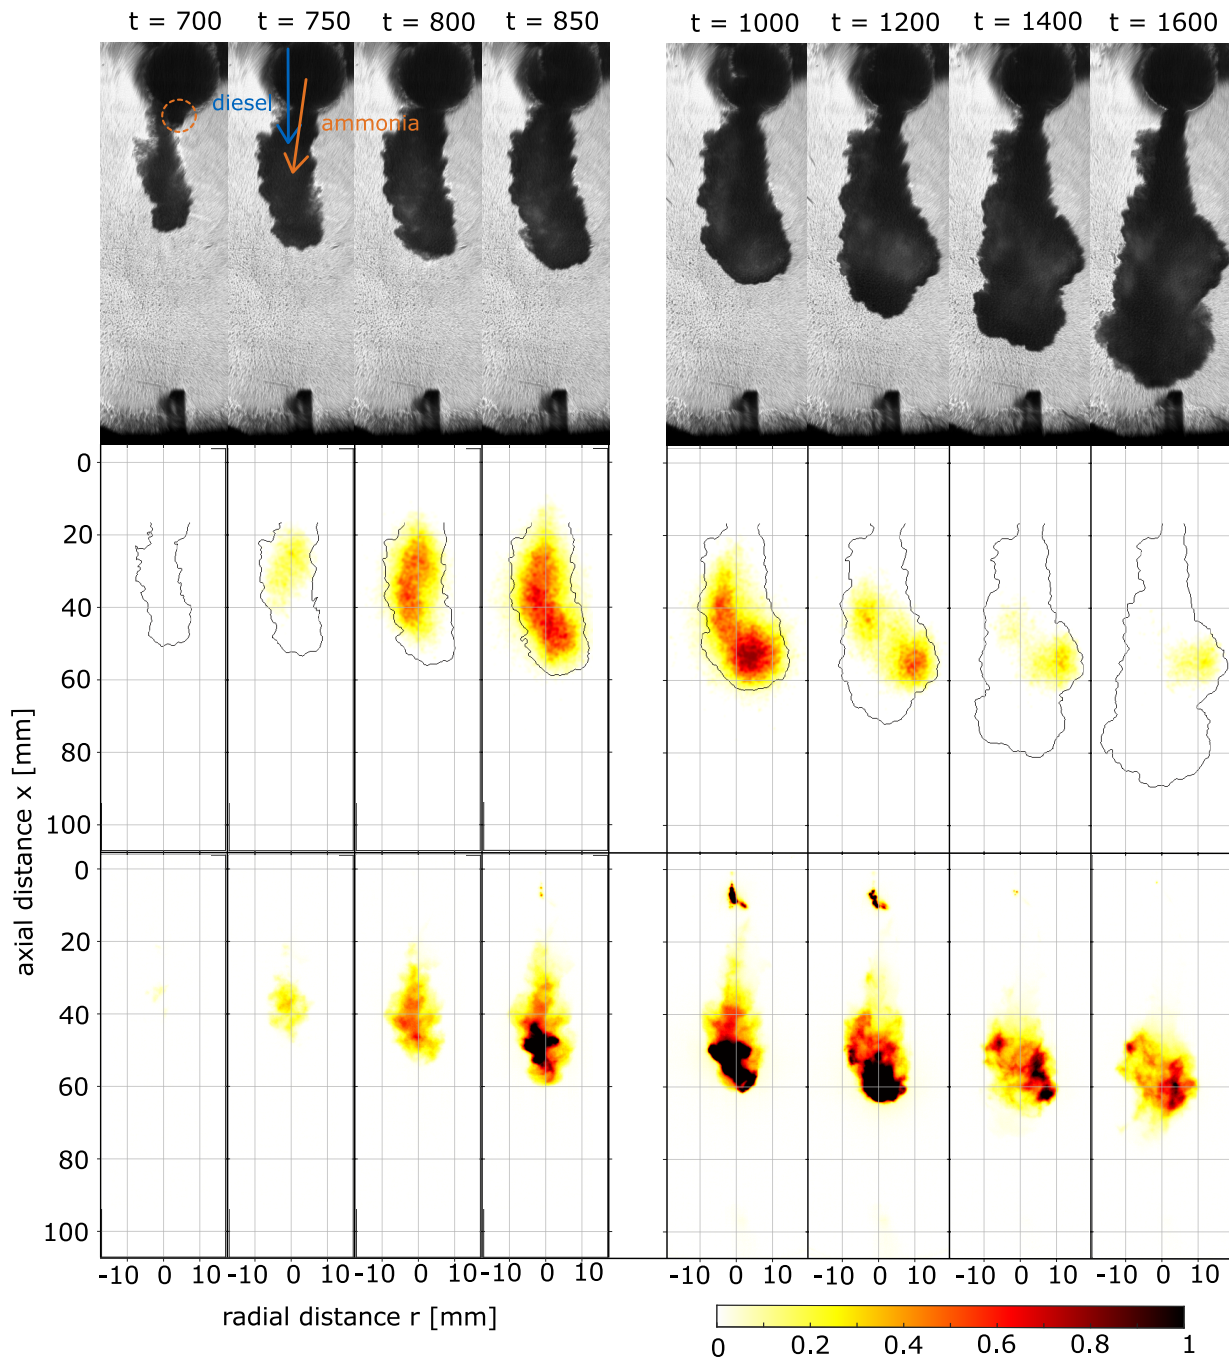 t = 700 t = 750 t = 800 t = 850 t = 1000 t = 1200 t = 1400 t = 1600
diesel
ammonia
0
20
40
60
80
100
axial distance x [mm]
0
20
40
60
80
100
-10 0 10 -10 0 10 -10 0 10 -10 0 10 -10 0 10 -10 0 10 -10 0 10 -10 0 10
radial distance r [mm]
0 0.2 0.4 0.6 0.8 1